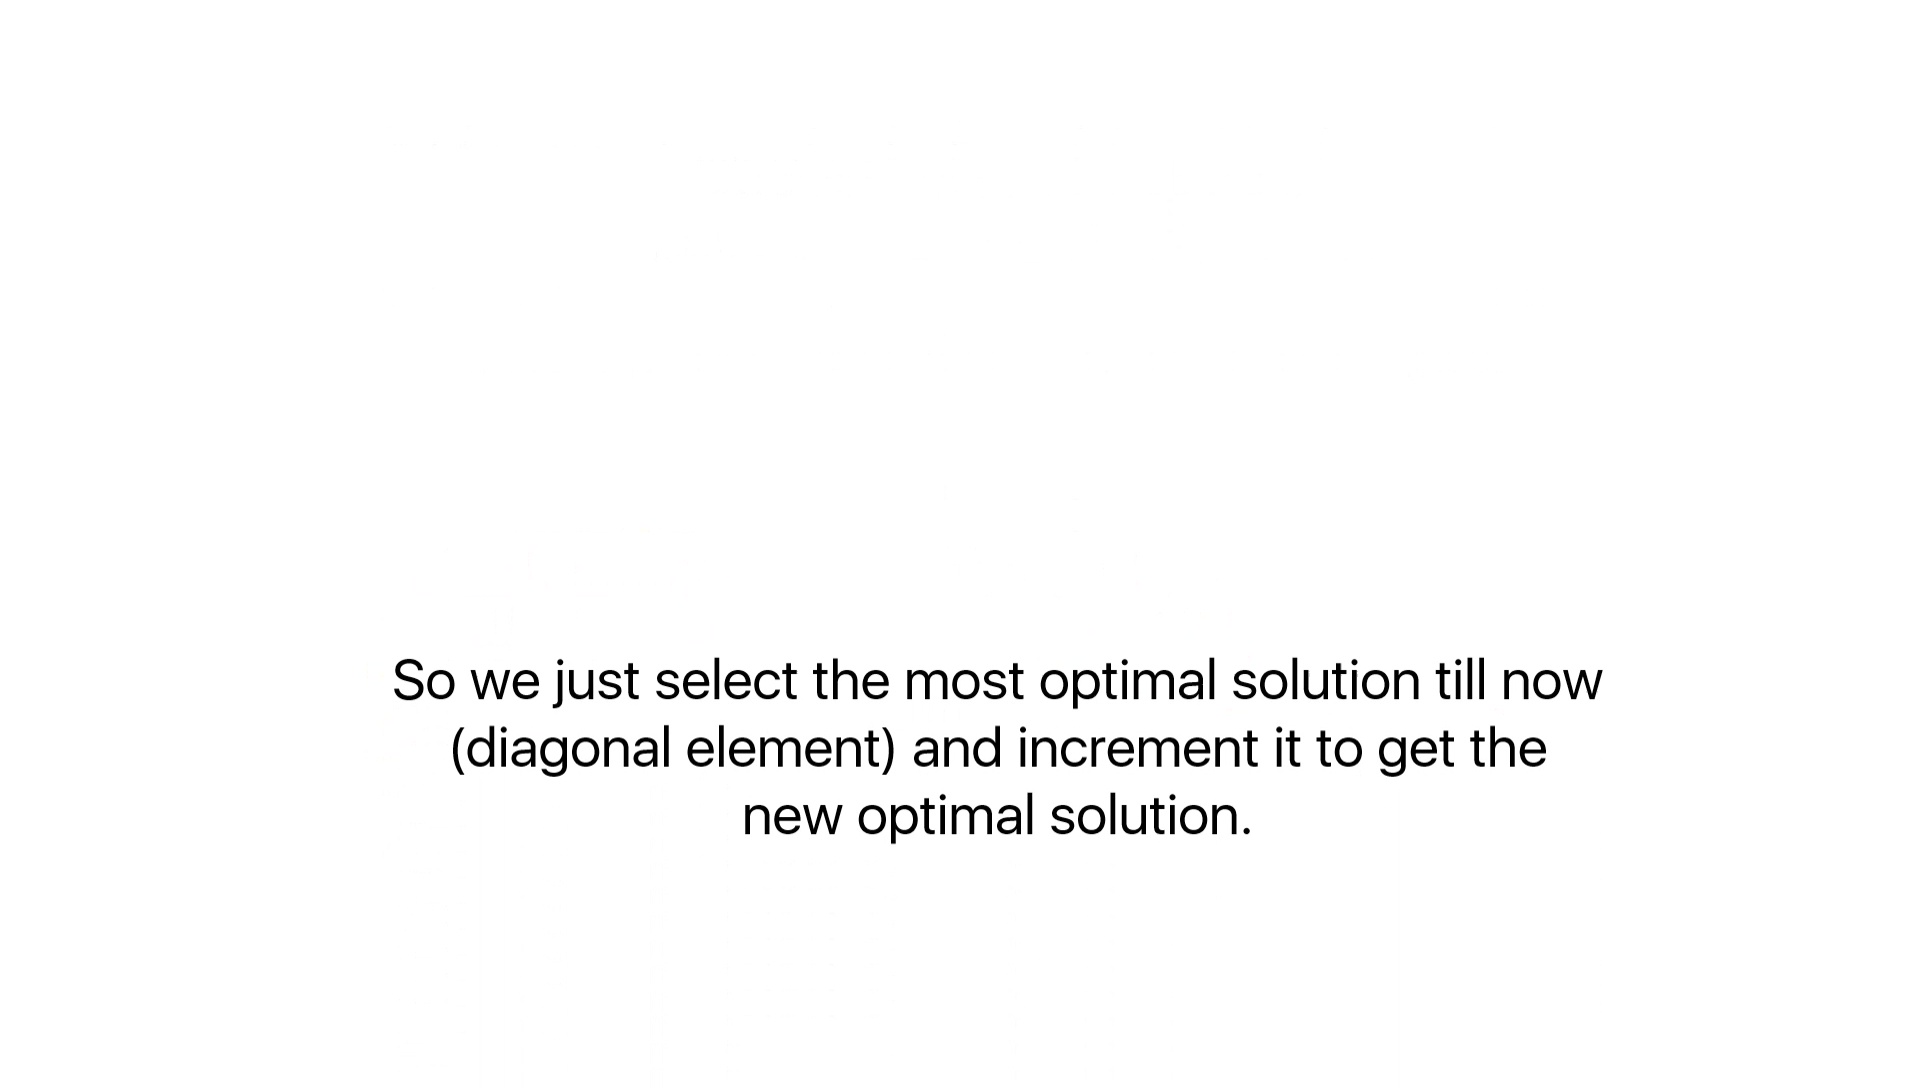 So we just select the most optimal solution till now
(diagonal element) and increment it to get the
new optimal solution.